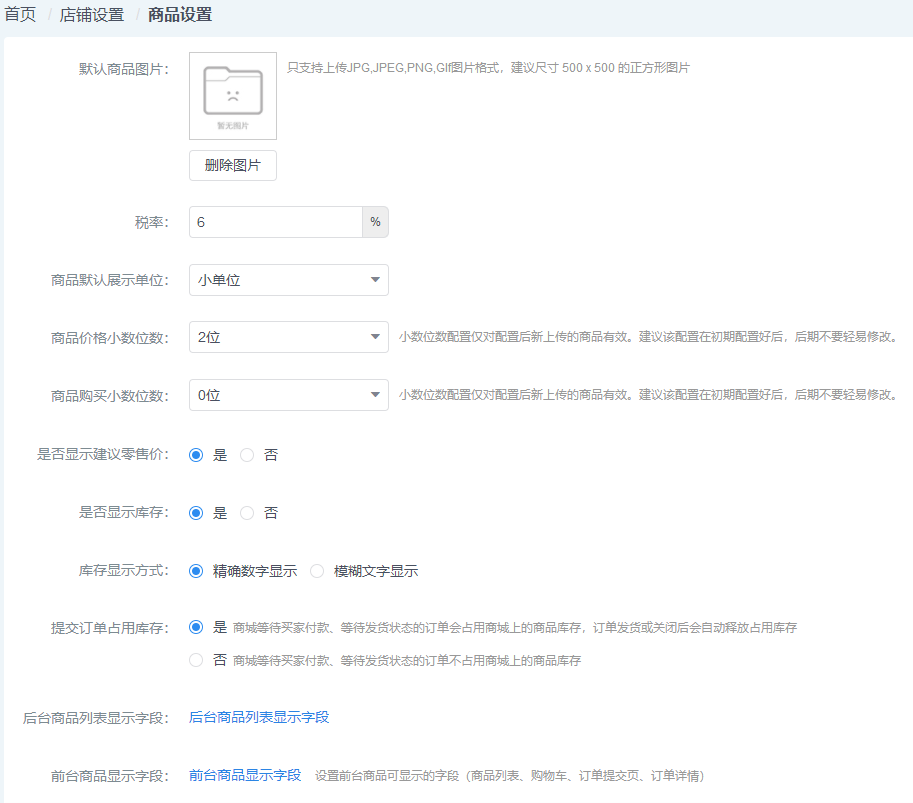 首页 / 店铺设置 / 商品设置
默认商品图片： 只支持上传JPG,JPEG,PNG,Gif图片格式，建议尺寸 500 x 500 的正方形图片
暂无图片
删除图片
税率： 6 %
商品默认展示单位： 小单位
商品价格小数位数： 2位 小数位数配置仅对配置后新上传的商品有效。建议该配置在初期配置好后，后期不要轻易修改。
商品购买小数位数： 0位 小数位数配置仅对配置后新上传的商品有效。建议该配置在初期配置好后，后期不要轻易修改。
是否显示建议零售价： 是 否
是否显示库存： 是 否
库存显示方式： 精确数字显示 模糊文字显示
提交订单占用库存： 是 商城等待买家付款、等待发货状态的订单会占用商城上的商品库存，订单发货或关闭后会自动释放占用库存
否 商城等待买家付款、等待发货状态的订单不占用商城上的商品库存
后台商品列表显示字段： 后台商品列表显示字段
前台商品显示字段： 前台商品显示字段 设置前台商品可显示的字段（商品列表、购物车、订单提交页、订单详情）